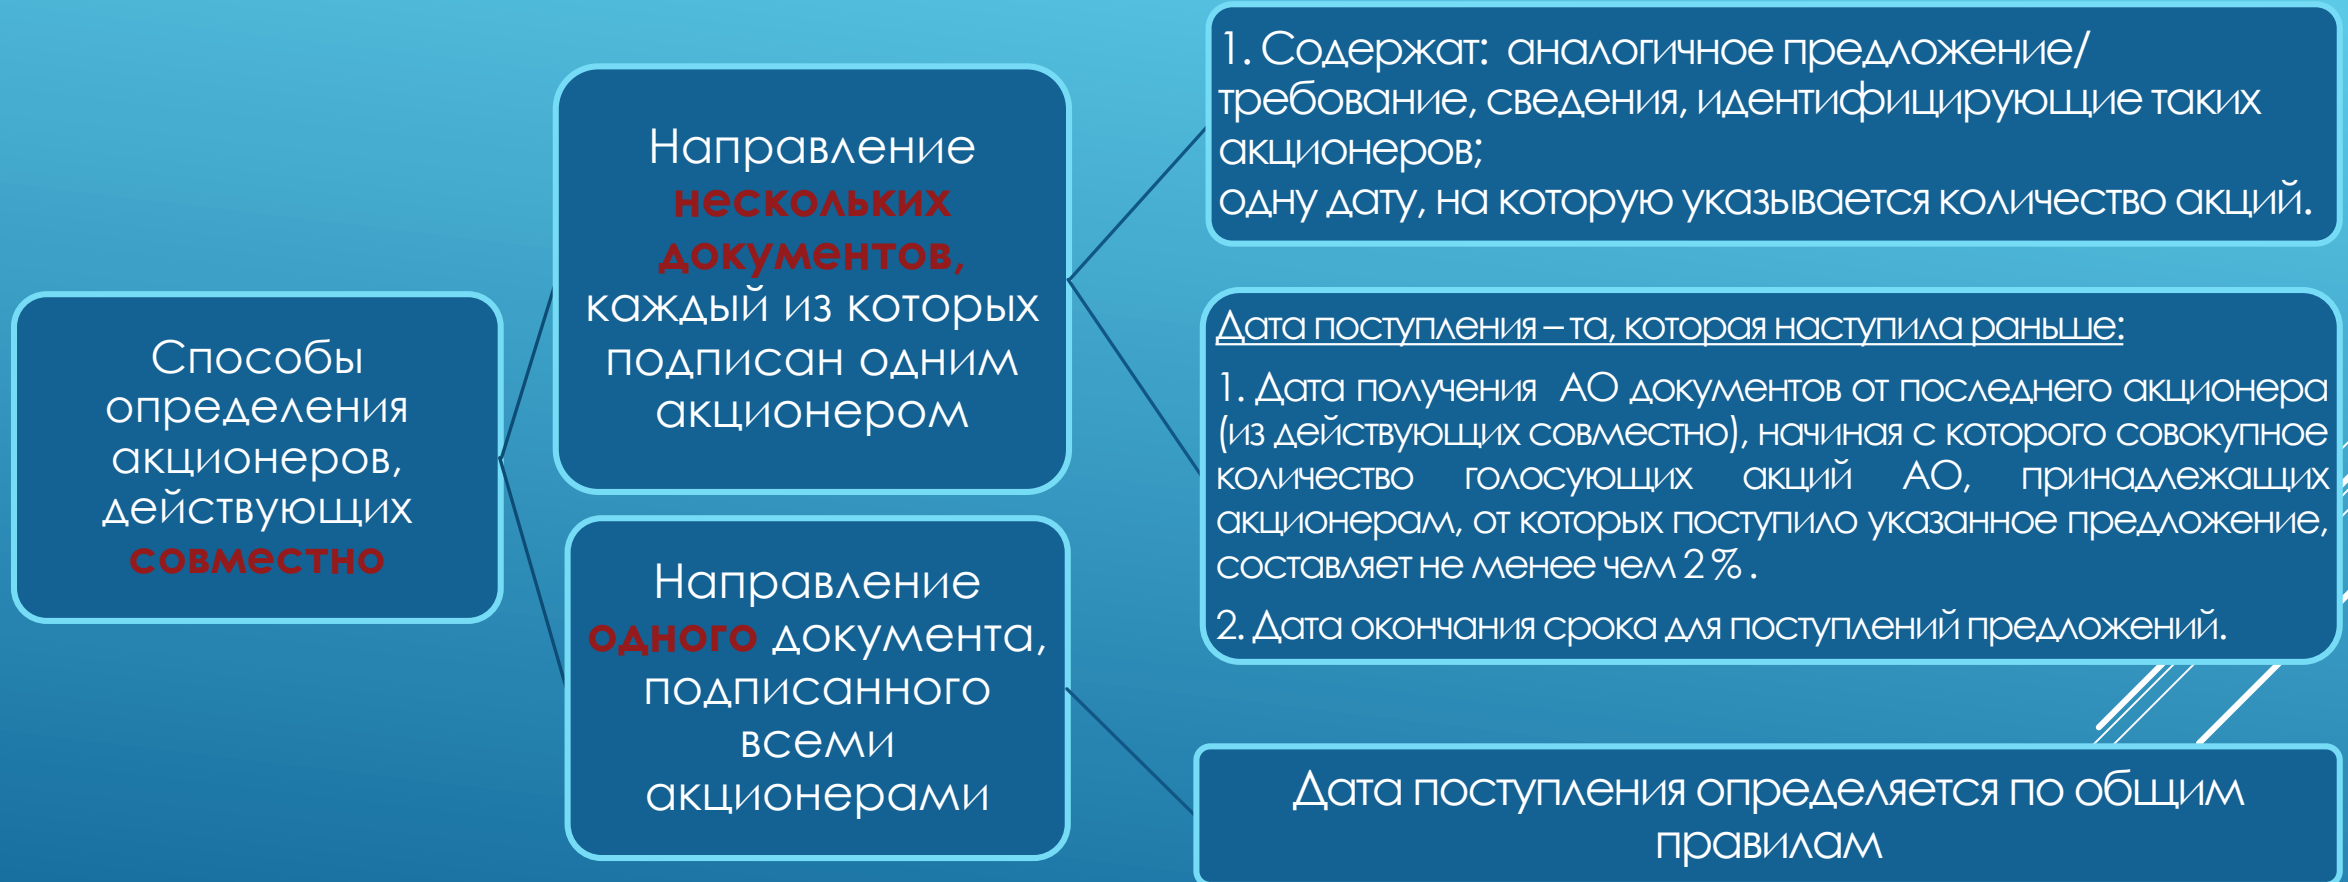 Способы
определения
акционеров,
действующих
совместно
Направление
нескольких
документов,
каждый из которых
подписан одним
акционером
1. Содержат: аналогичное предложение/
требование, сведения, идентифицирующие таких
акционеров;
одну дату, на которую указывается количество акций.
Дата поступления – та, которая наступила раньше:
1. Дата получения АО документов от последнего акционера
(из действующих совместно), начиная с которого совокупное
количество голосующих акций АО, принадлежащих
акционерам, от которых поступило указанное предложение,
составляет не менее чем 2 % .
2. Дата окончания срока для поступлений предложений.
Направление
одного документа,
подписанного
всеми
акционерами
Дата поступления определяется по общим
правилам